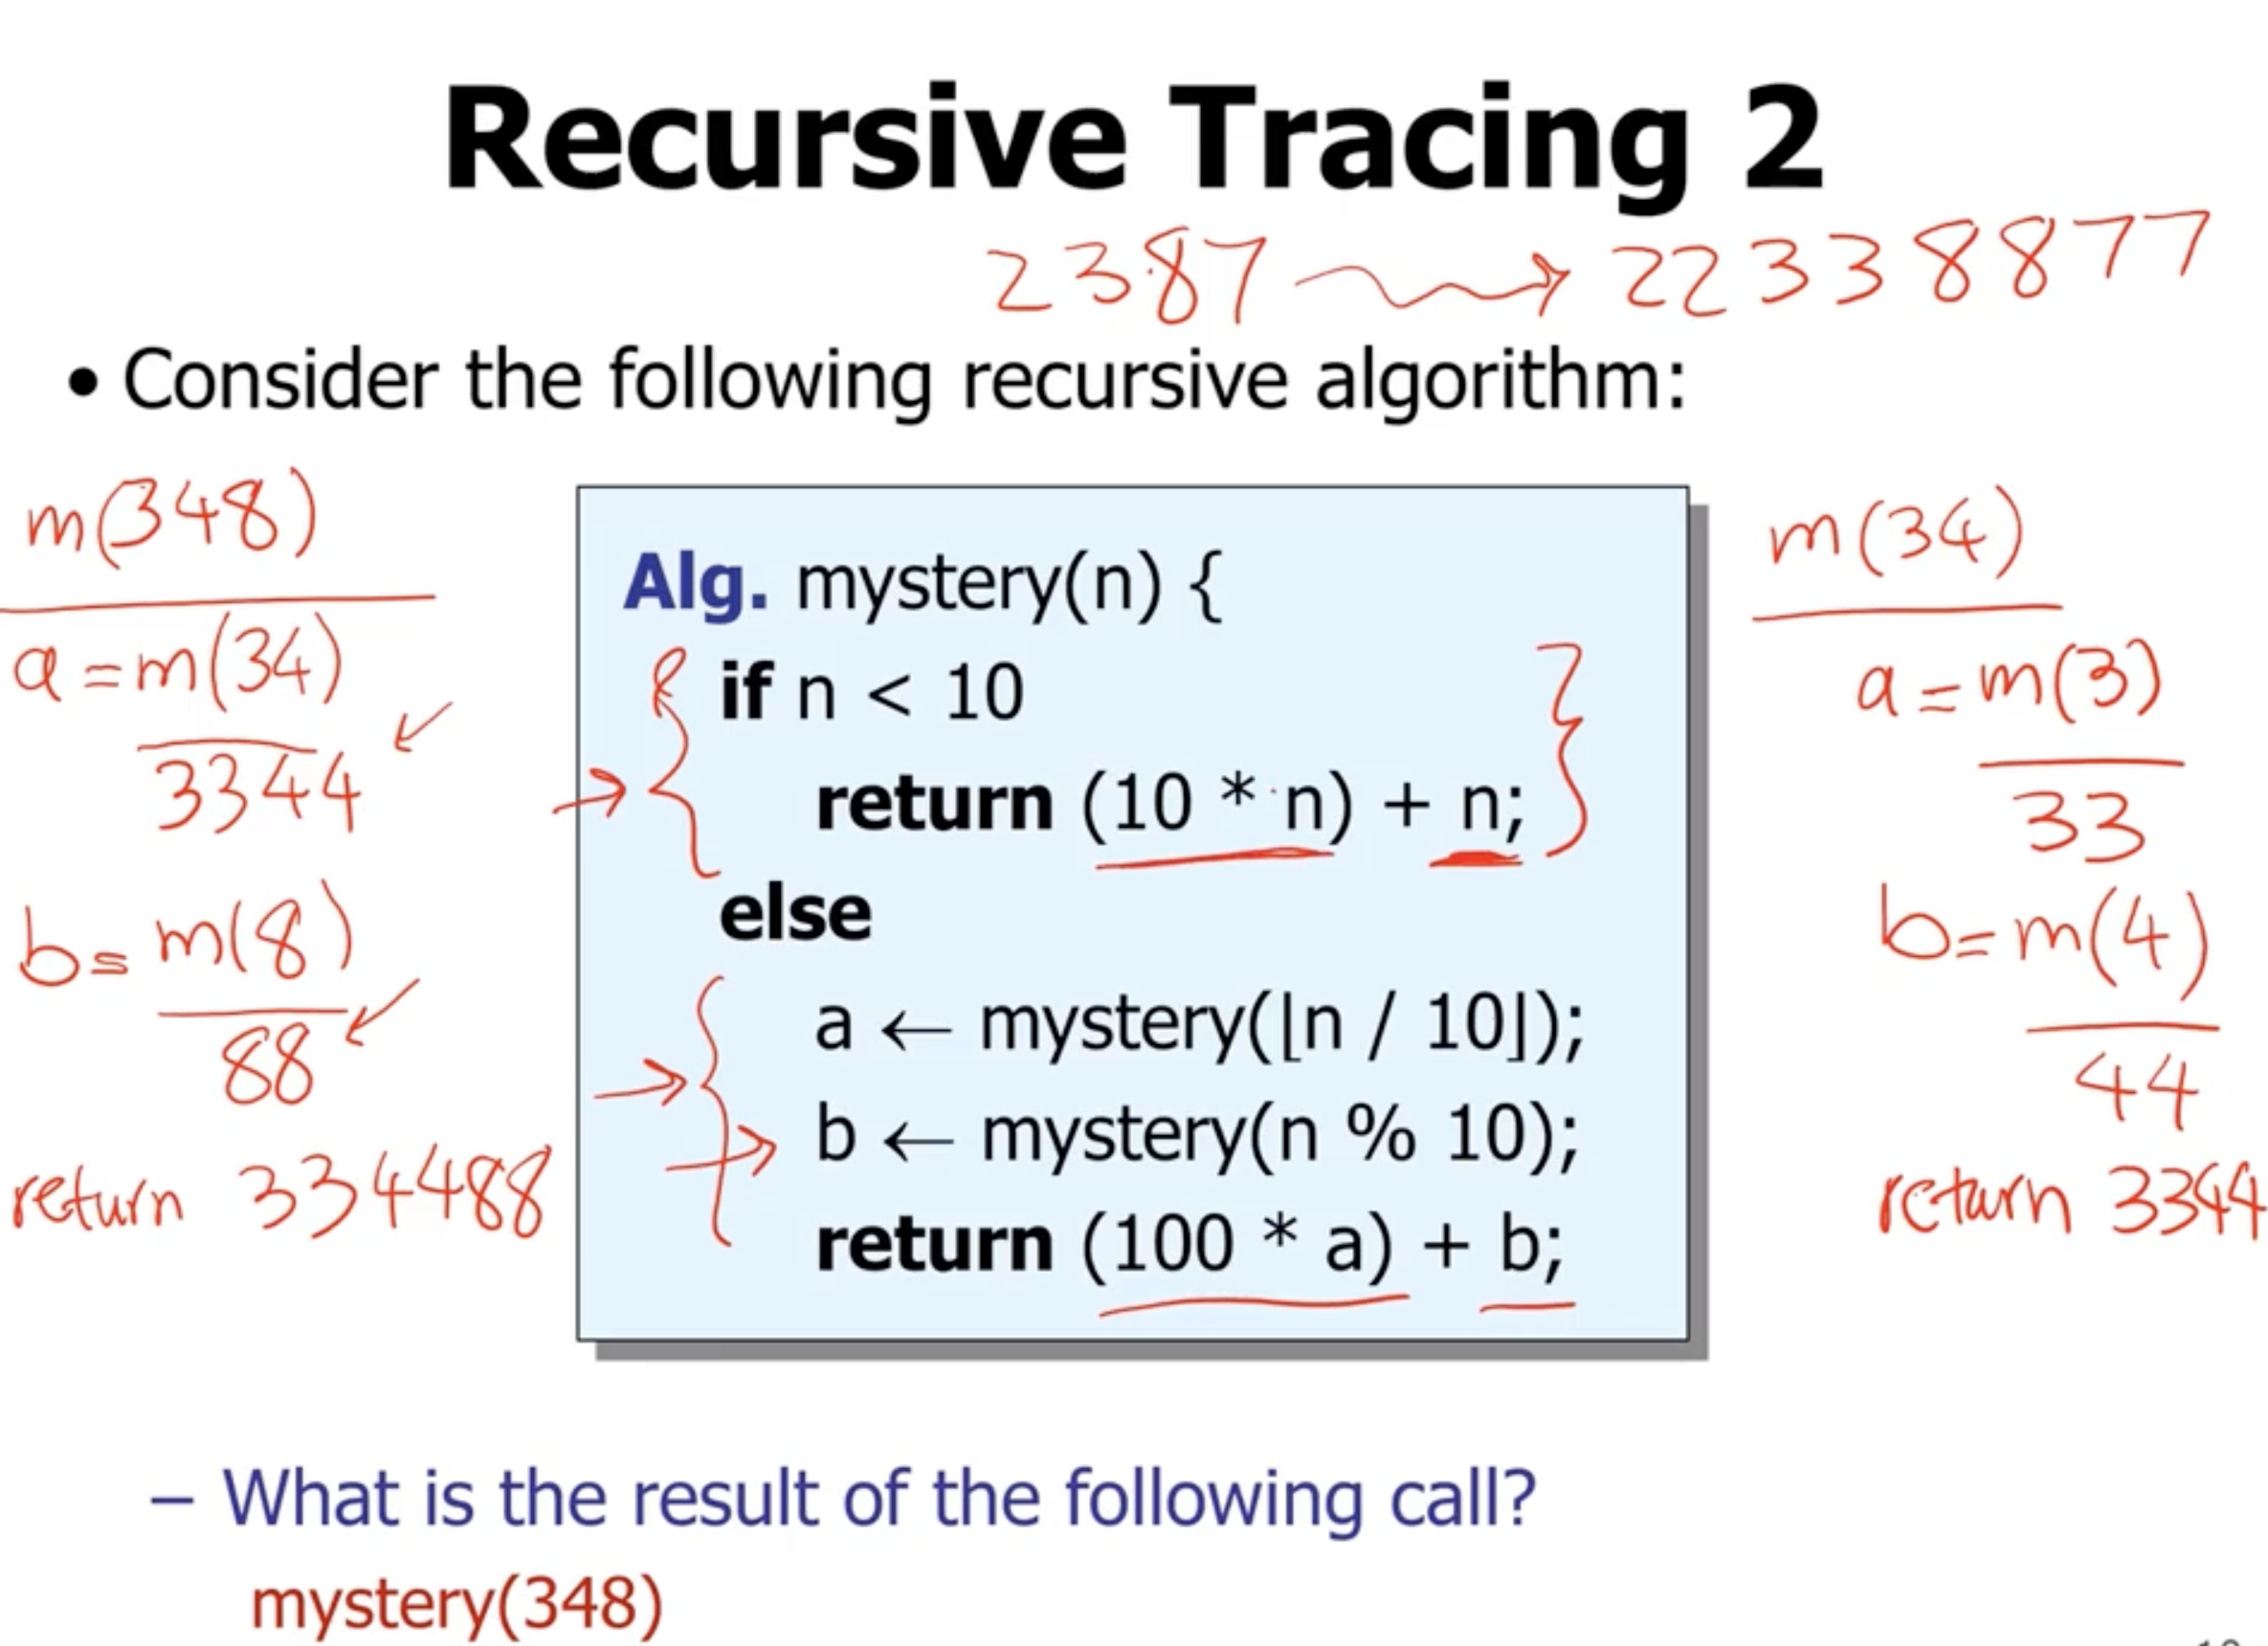 Recursive Tracing 2
2387 → 22338877
• Consider the following recursive algorithm:
m(348)
a = m(34)
3344
b = m(8)
88
return 334488
Alg. mystery(n) {
if n < 10
return (10 * n) + n;
else
a ← mystery(⌊n / 10⌋);
b ← mystery(n % 10);
return (100 * a) + b;
m(34)
a = m(3)
33
b = m(4)
44
return 3344
– What is the result of the following call?
mystery(348)